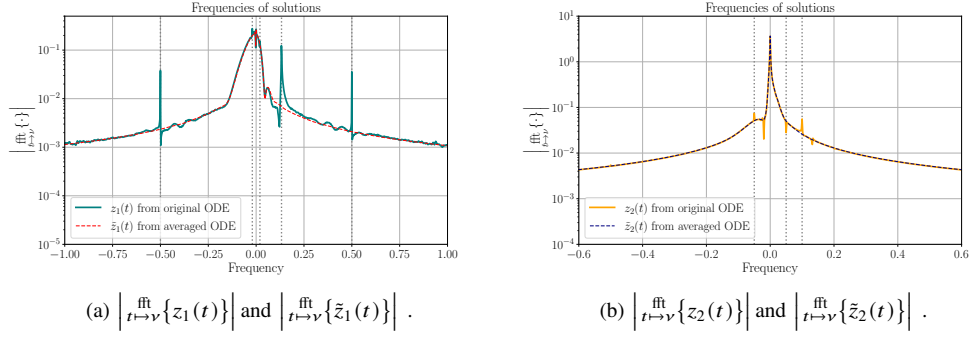 Frequencies of solutions
10⁻¹
10⁻²
10⁻³
10⁻⁴
10⁻⁵
|fft t↦ν {·}|
z₁(t) from original ODE
z̃₁(t) from averaged ODE
−1.00 −0.75 −0.50 −0.25 0.00 0.25 0.50 0.75 1.00
Frequency
(a) |fft t↦ν {z₁(t)}| and |fft t↦ν {z̃₁(t)}| .
Frequencies of solutions
10¹
10⁰
10⁻¹
10⁻²
10⁻³
10⁻⁴
|fft t↦ν {·}|
z₂(t) from original ODE
z̃₂(t) from averaged ODE
−0.6 −0.4 −0.2 0.0 0.2 0.4 0.6
Frequency
(b) |fft t↦ν {z₂(t)}| and |fft t↦ν {z̃₂(t)}| .